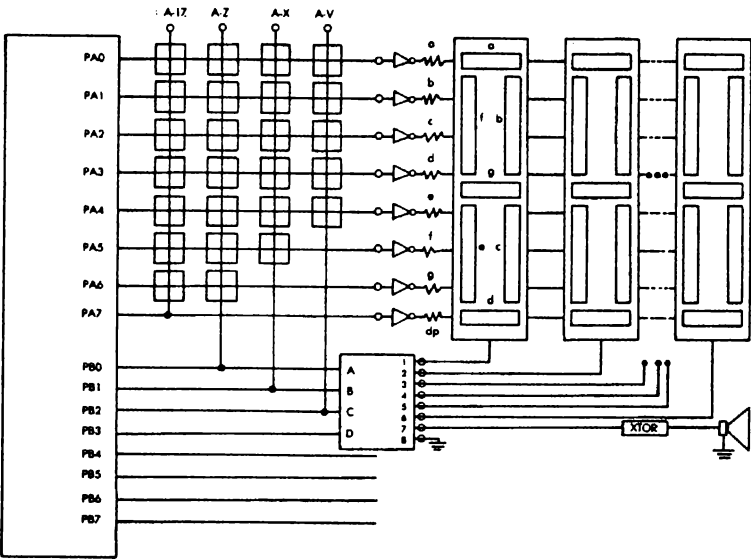 : A-17. A-Z A-X A-V
PA0
PA1
PA2
PA3
PA4
PA5
PA6
PA7
PB0
PB1
PB2
PB3
PB4
PB5
PB6
PB7
a
b
c
d
e
f
g
dp
a
f b
g
e c
d
A
B
C
D
1
2
3
4
5
6
7
8
XTOR